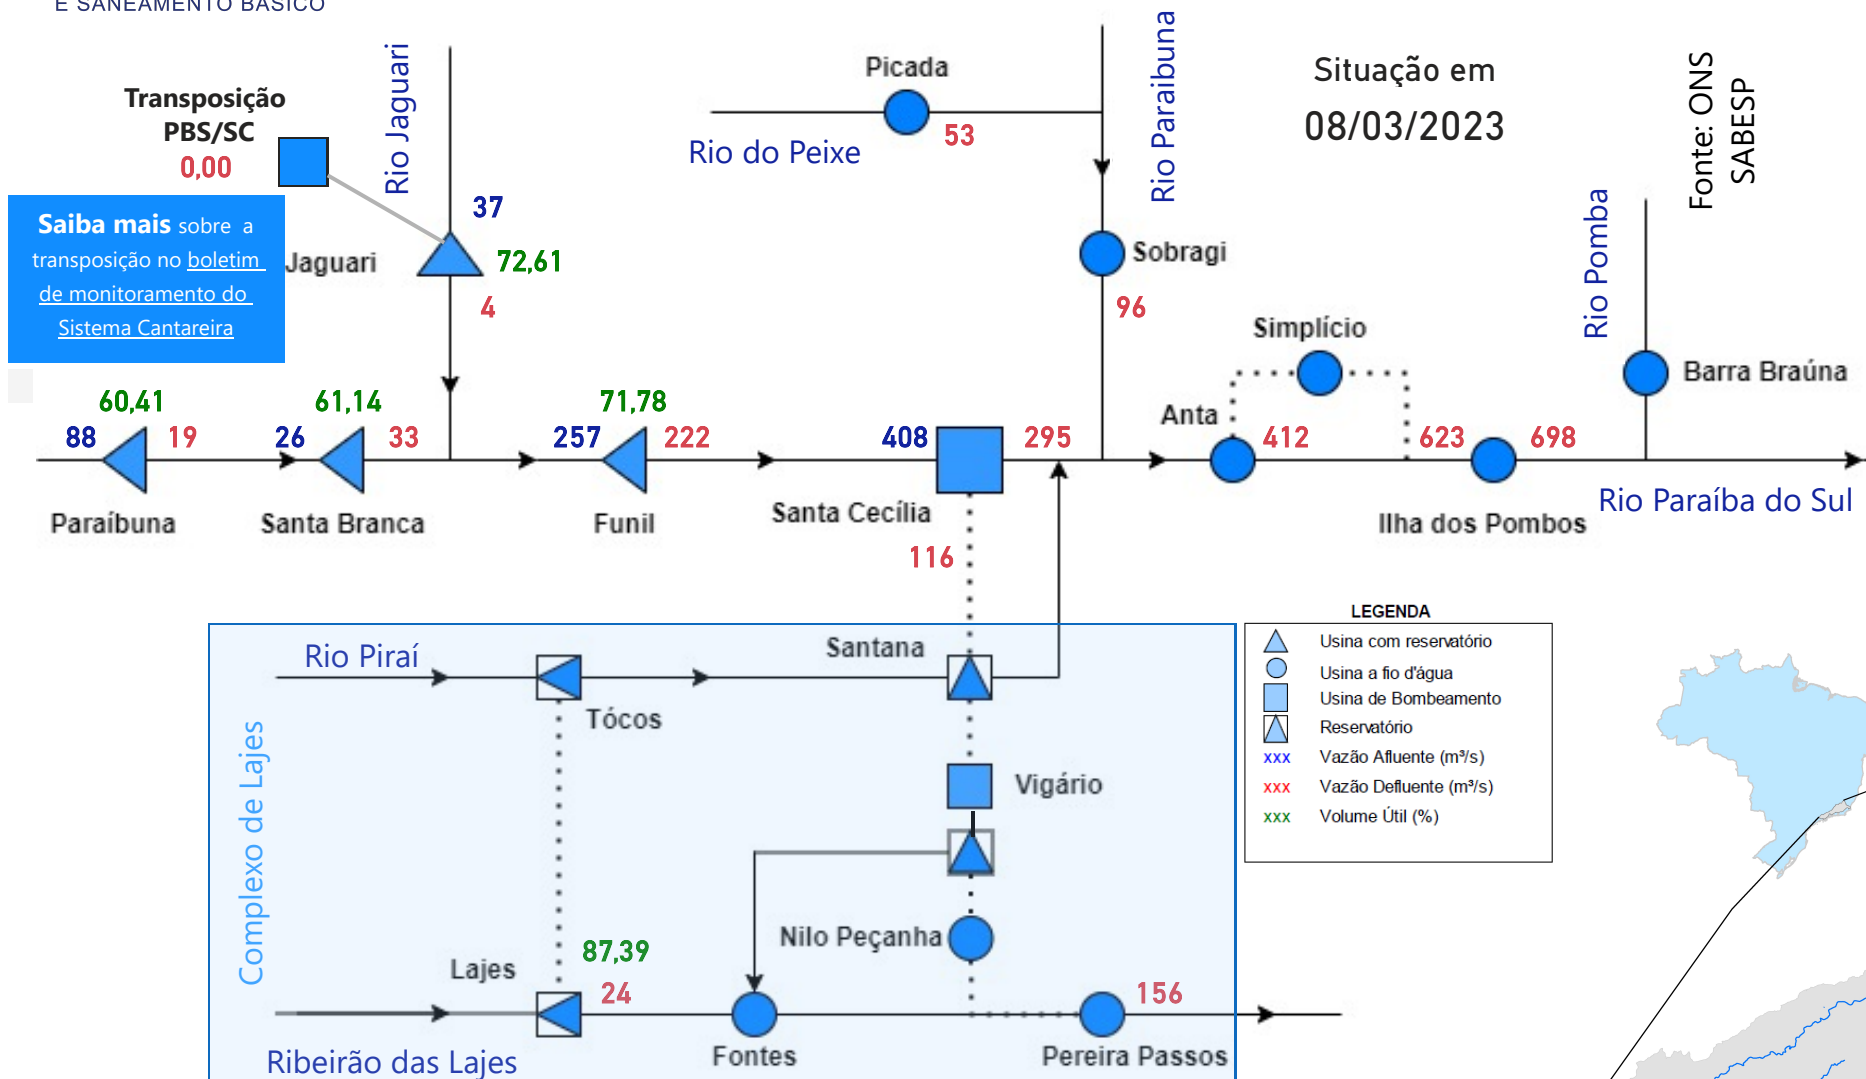 E SANEAMENTO BÁSICO
Transposição
PBS/SC
0,00
Rio Jaguari
Saiba mais sobre a
transposição no boletim
de monitoramento do
Sistema Cantareira
Jaguari
37
72,61
4
Picada
53
Rio do Peixe
Rio Paraibuna
Situação em
08/03/2023
Fonte: ONS
SABESP
Sobragi
96
Rio Pomba
Simplício
Barra Braúna
Anta
60,41
88
19
Paraíbuna
61,14
26
33
Santa Branca
71,78
257
222
Funil
408
295
Santa Cecília
116
412
623
698
Ilha dos Pombos
Rio Paraíba do Sul
Complexo de Lajes
Rio Piraí
Tócos
Santana
Vigário
Nilo Peçanha
Lajes
87,39
24
Ribeirão das Lajes
Fontes
156
Pereira Passos
LEGENDA
Usina com reservatório
Usina a fio d'água
Usina de Bombeamento
Reservatório
xxx Vazão Afluente (m³/s)
xxx Vazão Defluente (m³/s)
xxx Volume Útil (%)